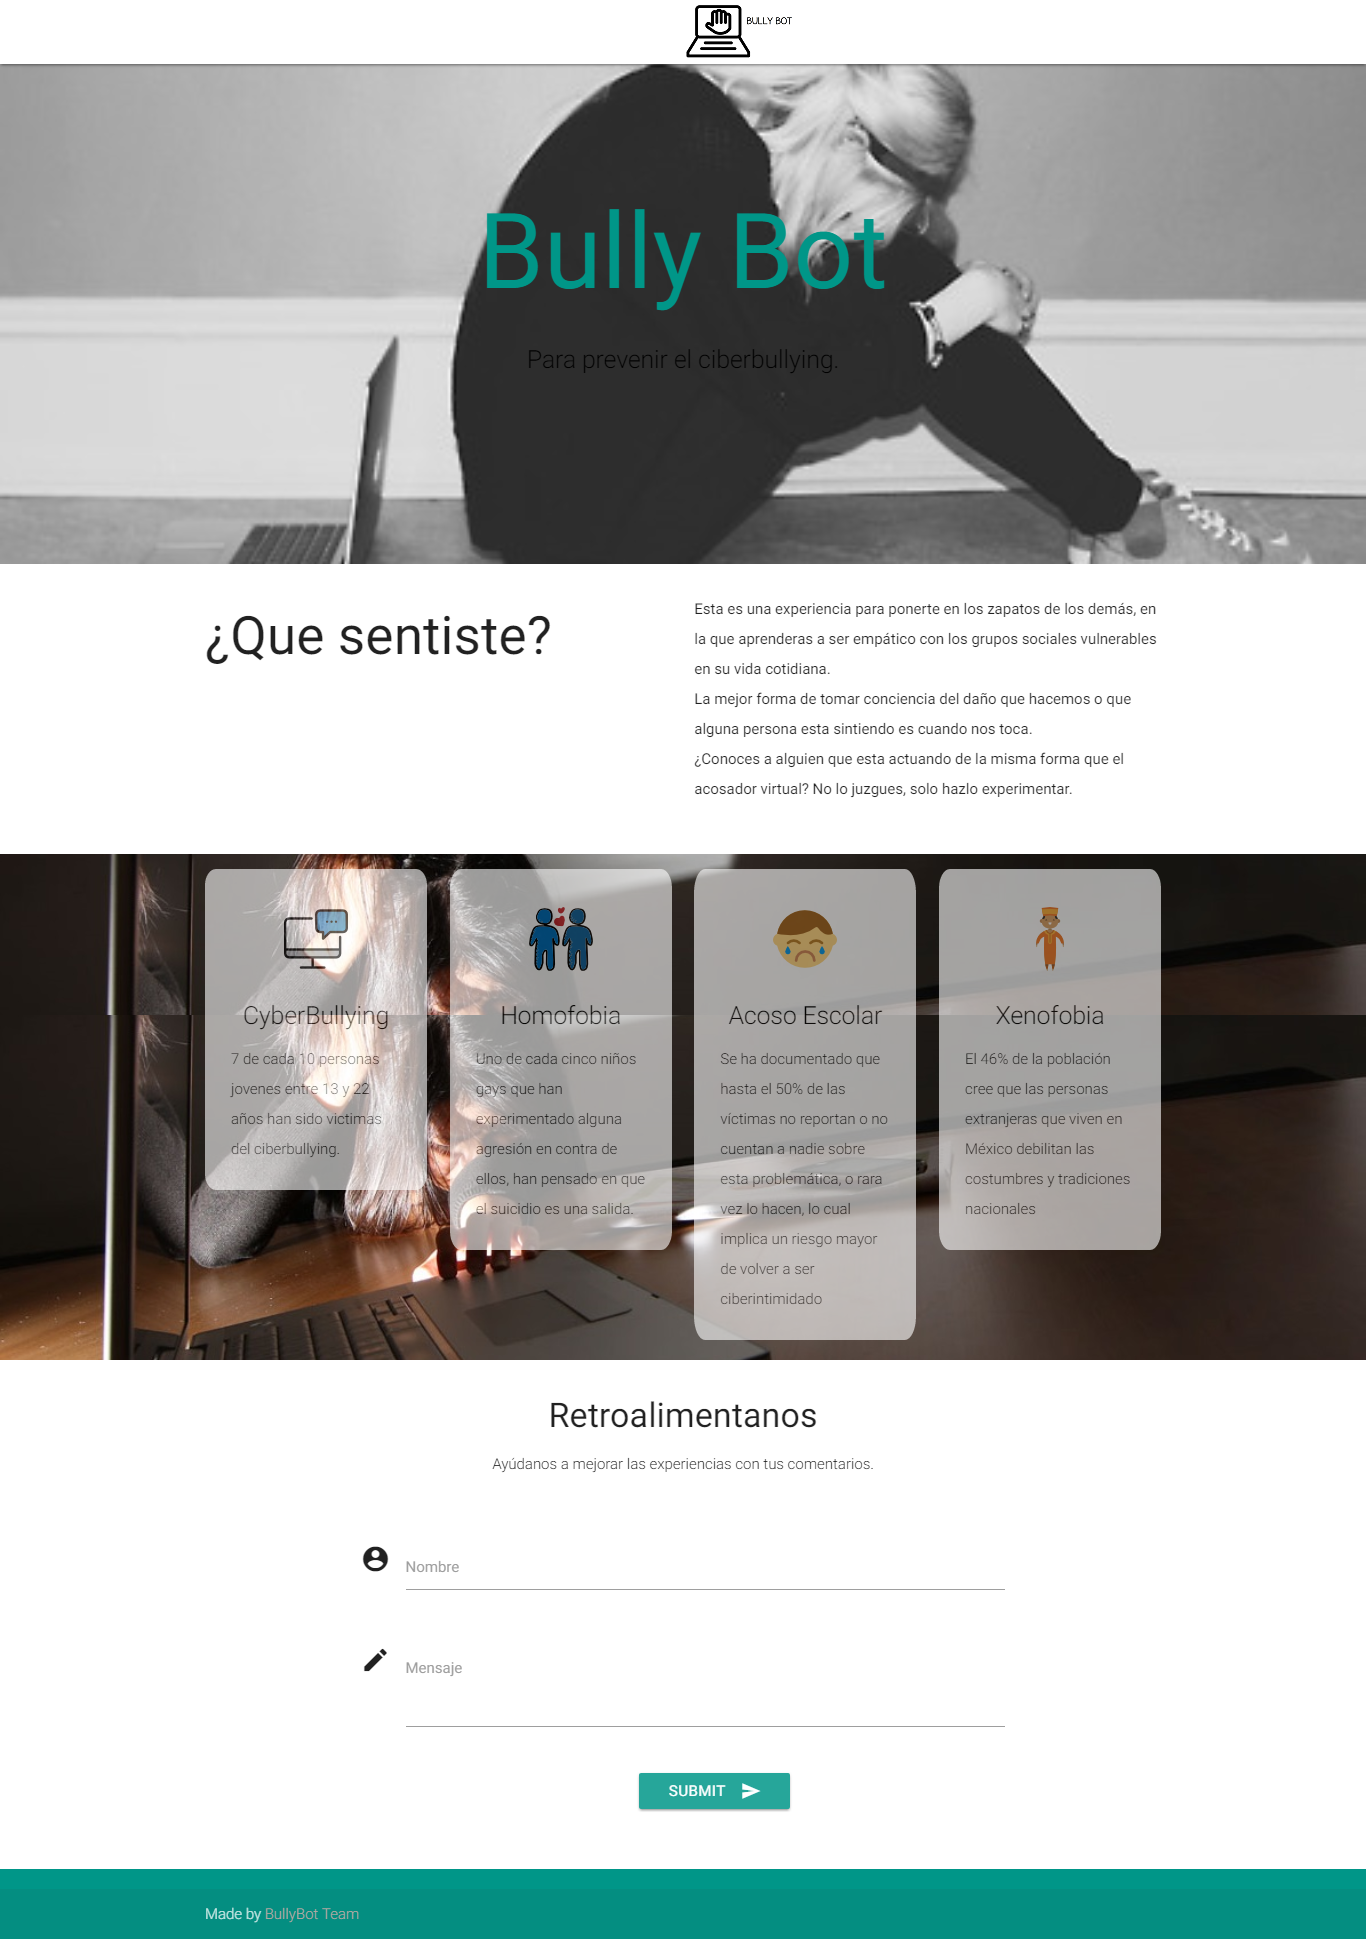 BULLY BOT
Bully Bot
Para prevenir el ciberbullying.
¿Que sentiste?
Esta es una experiencia para ponerte en los zapatos de los demás, en
la que aprenderas a ser empático con los grupos sociales vulnerables
en su vida cotidiana.
La mejor forma de tomar conciencia del daño que hacemos o que
alguna persona esta sintiendo es cuando nos toca.
¿Conoces a alguien que esta actuando de la misma forma que el
acosador virtual? No lo juzgues, solo hazlo experimentar.
CyberBullying
7 de cada 10 personas
jovenes entre 13 y 22
años han sido victimas
del ciberbullying.
Homofobia
Uno de cada cinco niños
gays que han
experimentado alguna
agresión en contra de
ellos, han pensado en que
el suicidio es una salida.
Acoso Escolar
Se ha documentado que
hasta el 50% de las
víctimas no reportan o no
cuentan a nadie sobre
esta problemática, o rara
vez lo hacen, lo cual
implica un riesgo mayor
de volver a ser
ciberintimidado
Xenofobia
El 46% de la población
cree que las personas
extranjeras que viven en
México debilitan las
costumbres y tradiciones
nacionales
Retroalimentanos
Ayúdanos a mejorar las experiencias con tus comentarios.
Nombre
Mensaje
SUBMIT
Made by BullyBot Team